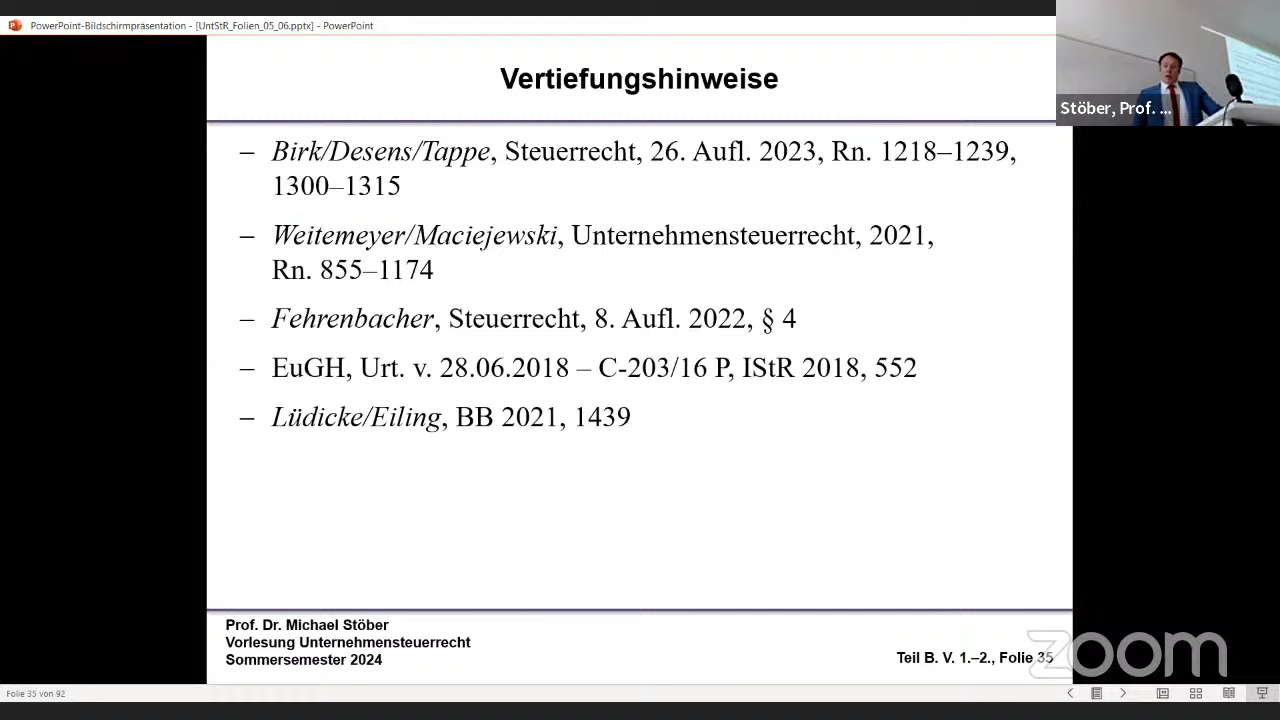 PowerPoint-Bildschirmpräsentation - [UntStR_Folien_05_06.pptx] - PowerPoint
Stöber, Prof. ...
Vertiefungshinweise
– Birk/Desens/Tappe, Steuerrecht, 26. Aufl. 2023, Rn. 1218–1239,
1300–1315
– Weitemeyer/Maciejewski, Unternehmensteuerrecht, 2021,
Rn. 855–1174
– Fehrenbacher, Steuerrecht, 8. Aufl. 2022, § 4
– EuGH, Urt. v. 28.06.2018 – C-203/16 P, IStR 2018, 552
– Lüdicke/Eiling, BB 2021, 1439
Prof. Dr. Michael Stöber
Vorlesung Unternehmensteuerrecht
Sommersemester 2024
Teil B. V. 1.–2., Folie 35
zoom
Folie 35 von 92